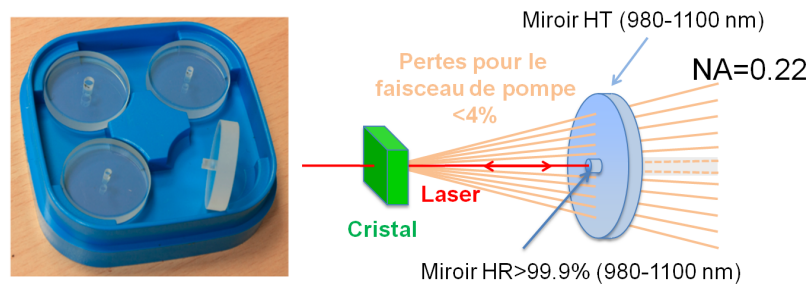 Miroir HT (980-1100 nm)
Pertes pour le
faisceau de pompe
<4%
NA=0.22
Laser
Cristal
Miroir HR>99.9% (980-1100 nm)